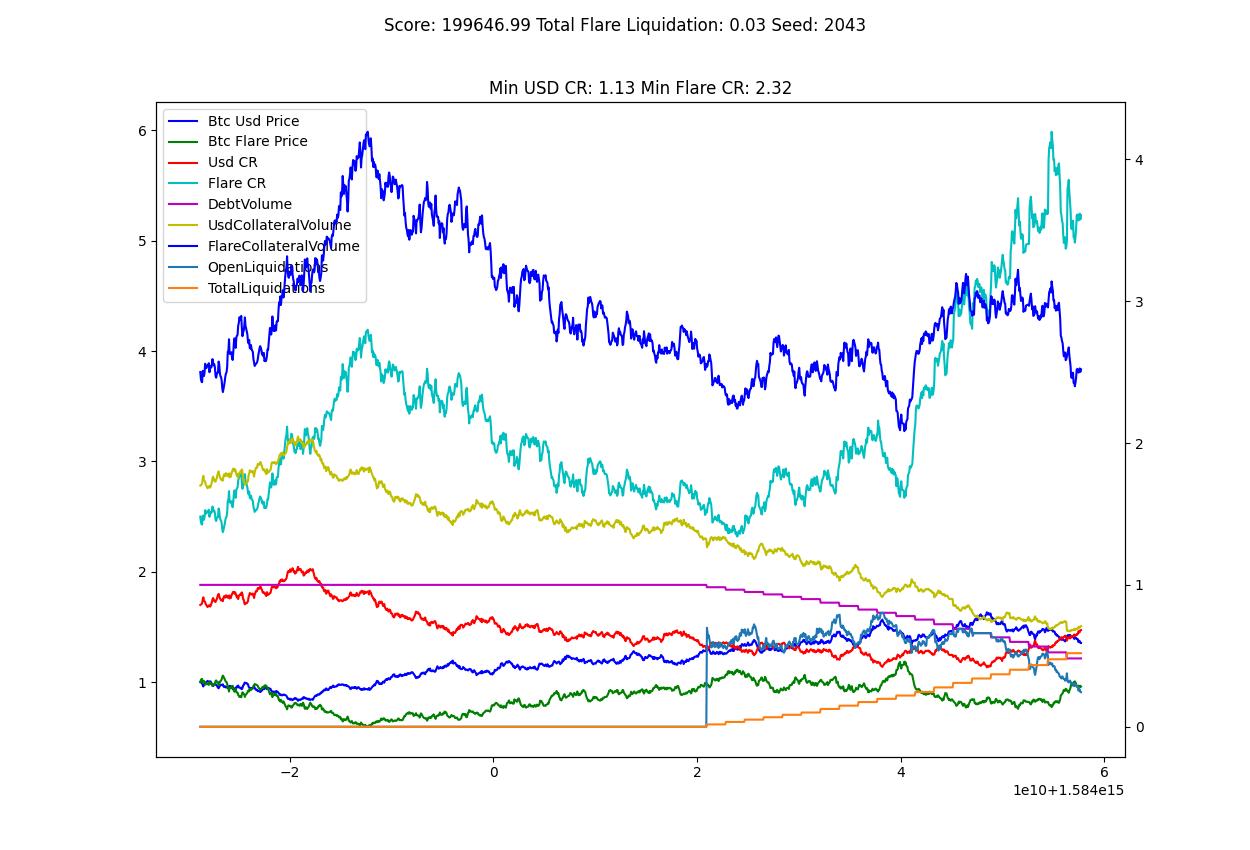 Score: 199646.99 Total Flare Liquidation: 0.03 Seed: 2043
Min USD CR: 1.13 Min Flare CR: 2.32
Btc Usd Price
Btc Flare Price
Usd CR
Flare CR
DebtVolume
UsdCollateralVolume
FlareCollateralVolume
OpenLiquidations
TotalLiquidations
6
5
4
3
2
1
4
3
2
1
0
−2
0
2
4
6
1e10+1.584e15